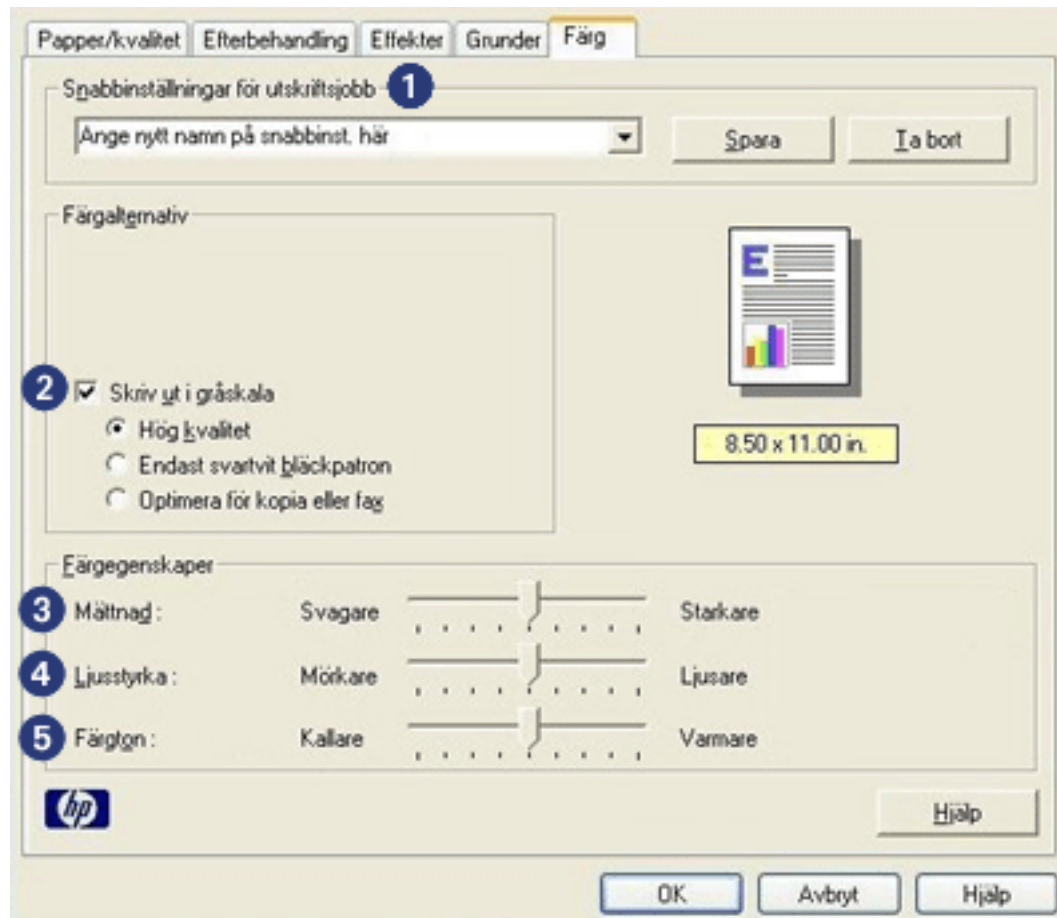 Papper/kvalitet Efterbehandling Effekter Grunder Färg
Snabbinställningar för utskriftsjobb 1
Ange nytt namn på snabbinst. här Spara Ta bort
Färgalternativ
E
2 Skriv ut i gråskala
Hög kvalitet
8.50 x 11.00 in.
Endast svartvit bläckpatron
Optimera för kopia eller fax
Färgegenskaper
3 Mättnad : Svagare Starkare
4 Ljusstyrka : Mörkare Ljusare
5 Färgton : Kallare Varmare
hp Hjälp
OK Avbryt Hjälp